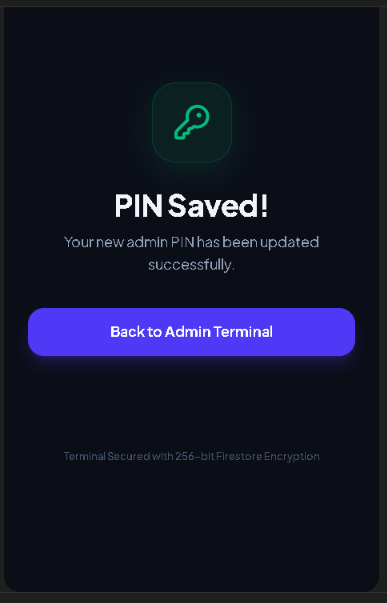 PIN Saved!
Your new admin PIN has been updated
successfully.
Back to Admin Terminal
Terminal Secured with 256-bit Firestore Encryption